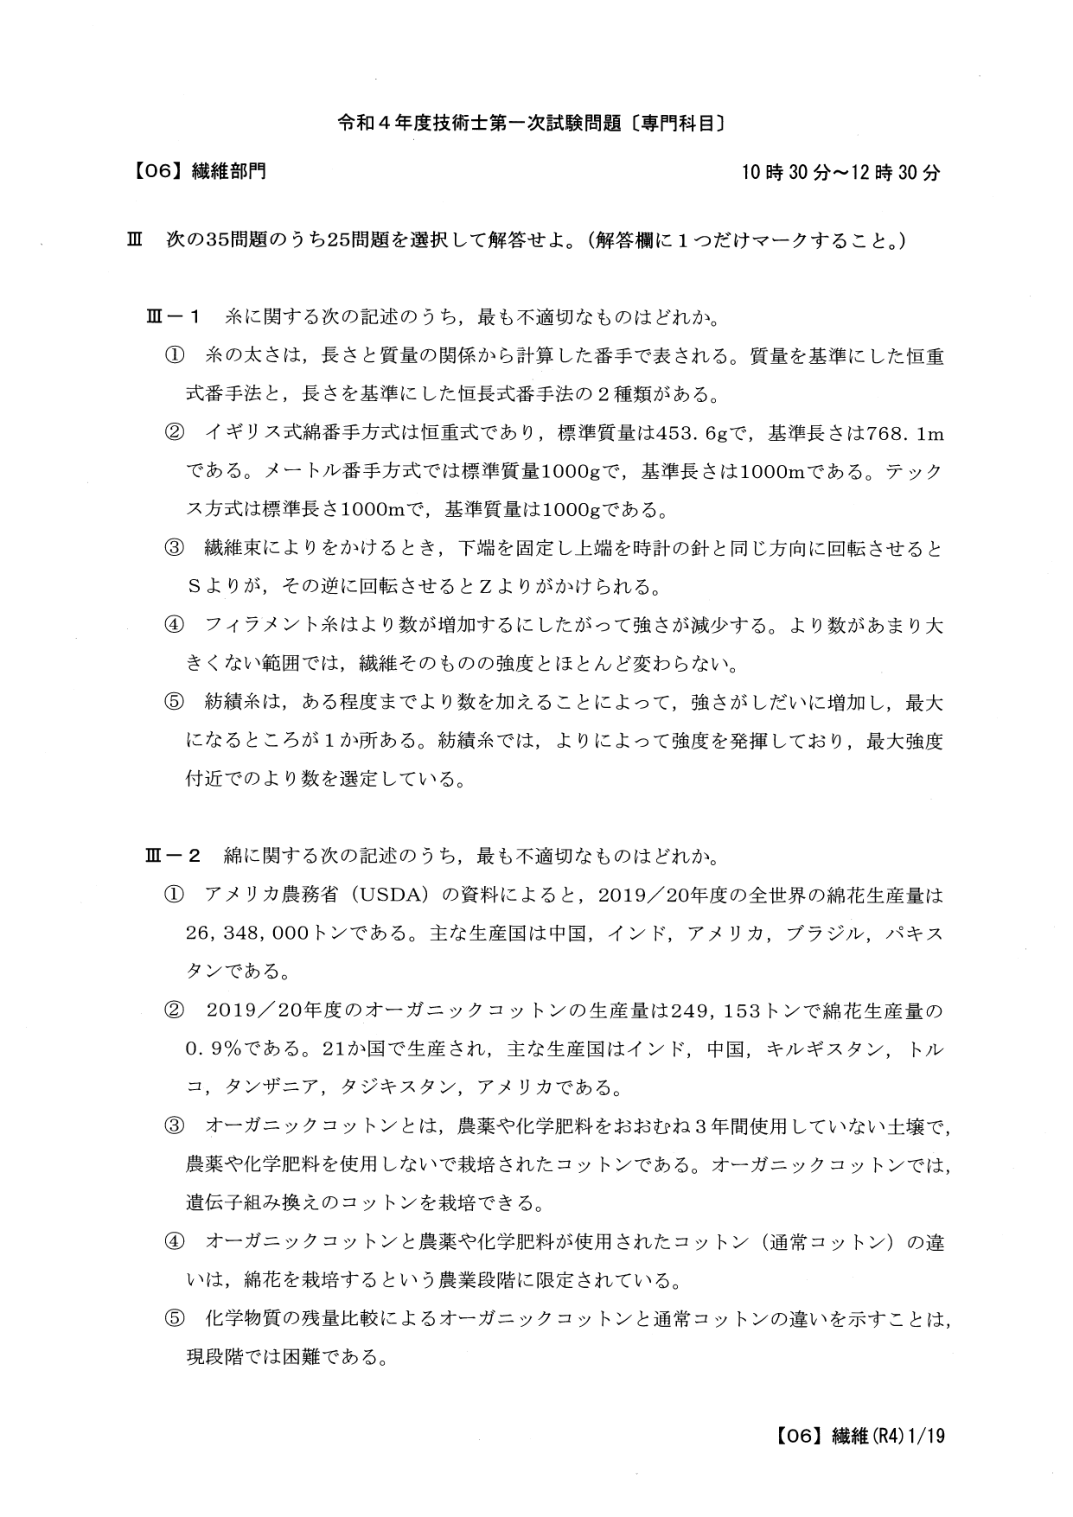 令和４年度技術士第一次試験問題〔専門科目〕
【06】繊維部門　10時30分～12時30分
Ⅲ　次の35問題のうち25問題を選択して解答せよ。（解答欄に１つだけマークすること。）
Ⅲ－１　糸に関する次の記述のうち，最も不適切なものはどれか。
①　糸の太さは，長さと質量の関係から計算した番手で表される。質量を基準にした恒重
式番手法と，長さを基準にした恒長式番手法の２種類がある。
②　イギリス式綿番手方式は恒重式であり，標準質量は453.6gで，基準長さは768.1m
である。メートル番手方式では標準質量1000gで，基準長さは1000mである。テック
ス方式は標準長さ1000mで，基準質量は1000gである。
③　繊維束によりをかけるとき，下端を固定し上端を時計の針と同じ方向に回転させると
Ｓよりが，その逆に回転させるとＺよりがかけられる。
④　フィラメント糸はより数が増加するにしたがって強さが減少する。より数があまり大
きくない範囲では，繊維そのものの強度とほとんど変わらない。
⑤　紡績糸は，ある程度までより数を加えることによって，強さがしだいに増加し，最大
になるところが１か所ある。紡績糸では，よりによって強度を発揮しており，最大強度
付近でのより数を選定している。
Ⅲ－２　綿に関する次の記述のうち，最も不適切なものはどれか。
①　アメリカ農務省（USDA）の資料によると，2019／20年度の全世界の綿花生産量は
26,348,000トンである。主な生産国は中国，インド，アメリカ，ブラジル，パキス
タンである。
②　2019／20年度のオーガニックコットンの生産量は249,153トンで綿花生産量の
0.9%である。21か国で生産され，主な生産国はインド，中国，キルギスタン，トル
コ，タンザニア，タジキスタン，アメリカである。
③　オーガニックコットンとは，農薬や化学肥料をおおむね３年間使用していない土壌で，
農薬や化学肥料を使用しないで栽培されたコットンである。オーガニックコットンでは，
遺伝子組み換えのコットンを栽培できる。
④　オーガニックコットンと農薬や化学肥料が使用されたコットン（通常コットン）の違
いは，綿花を栽培するという農業段階に限定されている。
⑤　化学物質の残量比較によるオーガニックコットンと通常コットンの違いを示すことは，
現段階では困難である。
【06】繊維(R4)1/19